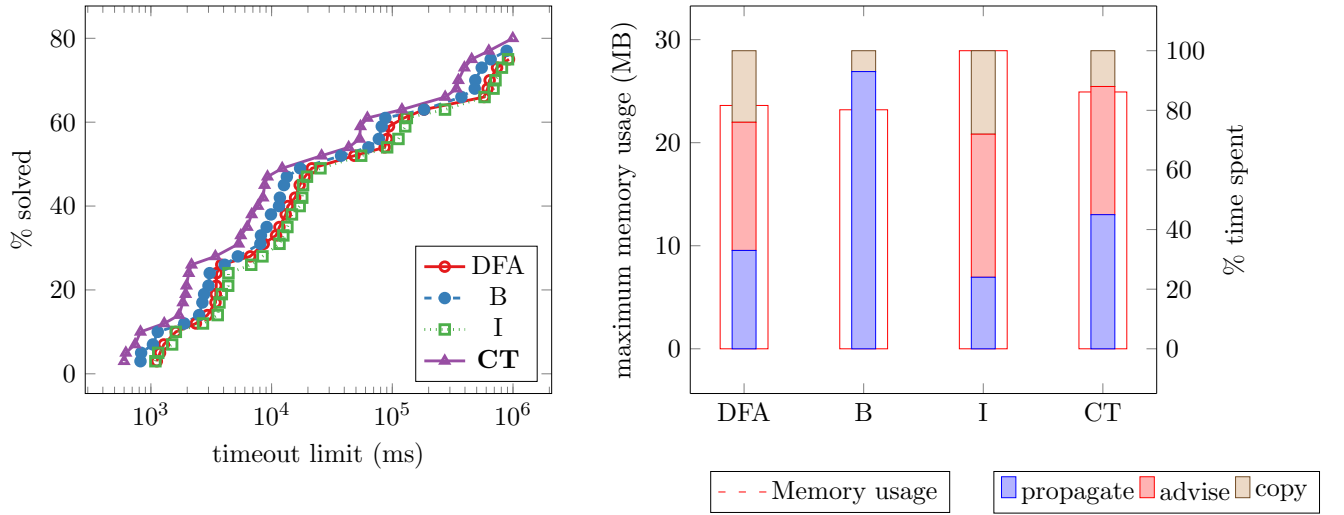 % solved
80
60
40
20
0
10^3
10^4
10^5
10^6
timeout limit (ms)
DFA
B
I
CT
maximum memory usage (MB)
30
20
10
0
DFA
B
I
CT
100
80
60
40
20
0
% time spent
Memory usage
propagate advise copy